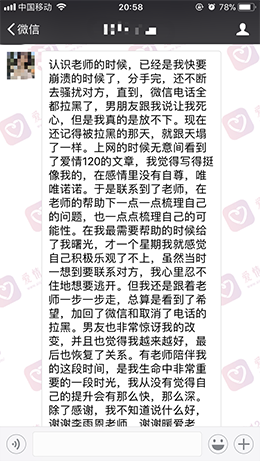 中国移动 20:58 78%
微信
认识老师的时候，已经是我快要
崩溃的时候了，分手完，还不断
去骚扰对方，直到，微信电话全
都拉黑了，男朋友跟我说让我死
心，但是我真的是放不下。现在
还记得被拉黑的那天，就跟天塌
了一样。上网的时候无意间看到
了爱情120的文章，我觉得写得挺
像我的，在感情里没有自尊，唯
唯诺诺。于是联系到了老师，在
老师的帮助下一点一点梳理自己
的问题，也一点点梳理自己的可
能性。在我最需要帮助的时候给
了我曙光，才一个星期我就感觉
自己积极乐观了不上，虽然当时
一想到要联系对方，我心里忍不
住地想要逃开。但我还是跟着老
师一步一步走，总算是看到了希
望，加回了微信和取消了电话的
拉黑。男友也非常惊讶我的改
变，并且也觉得我越来越好，最
后也恢复了关系。有老师陪伴我
的这段时间，是我生命中非常重
要的一段时光，我从没有觉得自
己的提升会有那么快，那么深。
除了感谢，我不知道说什么好，
谢谢李雨恩老师，谢谢暖爱老